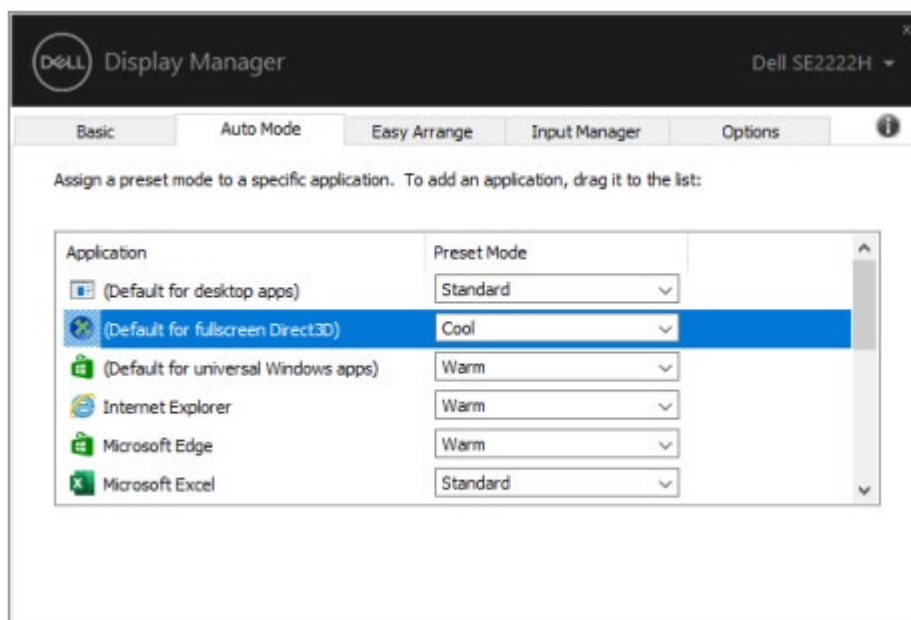 DELL Display Manager
Dell SE2222H
Basic Auto Mode Easy Arrange Input Manager Options
Assign a preset mode to a specific application. To add an application, drag it to the list:
Application Preset Mode
(Default for desktop apps) Standard
(Default for fullscreen Direct3D) Cool
(Default for universal Windows apps) Warm
Internet Explorer Warm
Microsoft Edge Warm
Microsoft Excel Standard